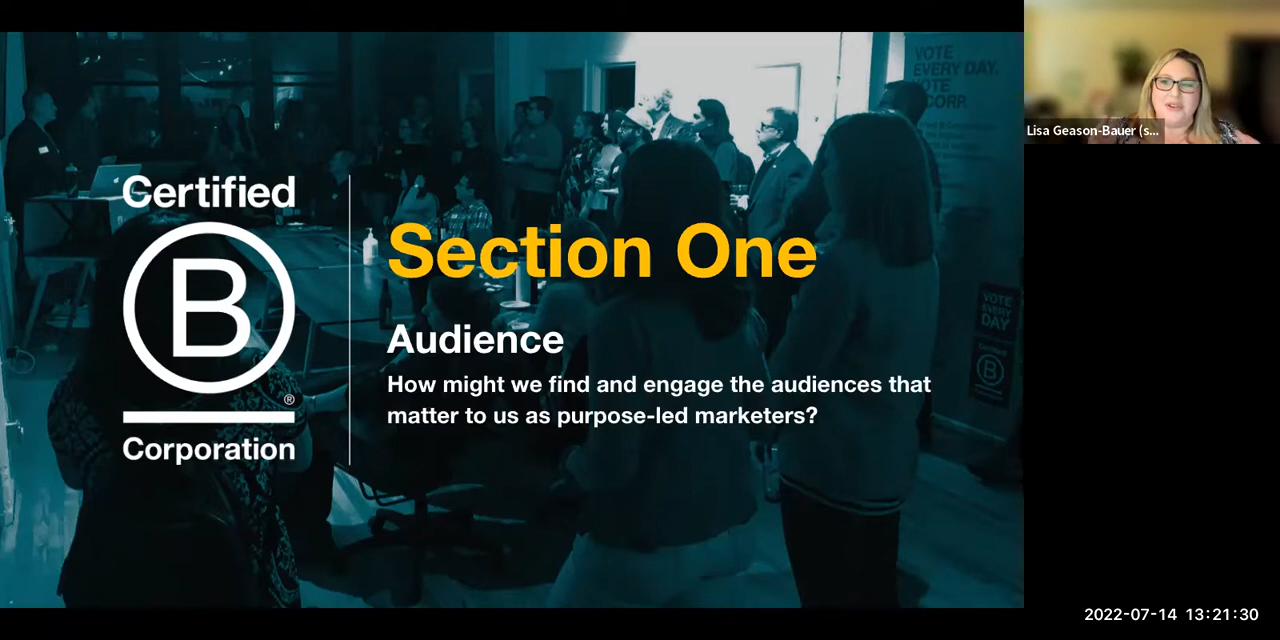 Certified
B
®
Corporation
Section One
Audience
How might we find and engage the audiences that
matter to us as purpose-led marketers?
VOTE
EVERY DAY.
VOTE
CORP.
VOTE
EVERY
DAY
B
Lisa Geason-Bauer (s...
2022-07-14 13:21:30